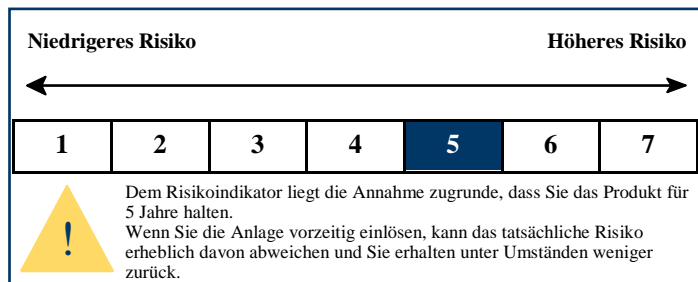 Niedrigeres Risiko Höheres Risiko
1 2 3 4 5 6 7
!
Dem Risikoindikator liegt die Annahme zugrunde, dass Sie das Produkt für
5 Jahre halten.
Wenn Sie die Anlage vorzeitig einlösen, kann das tatsächliche Risiko
erheblich davon abweichen und Sie erhalten unter Umständen weniger
zurück.